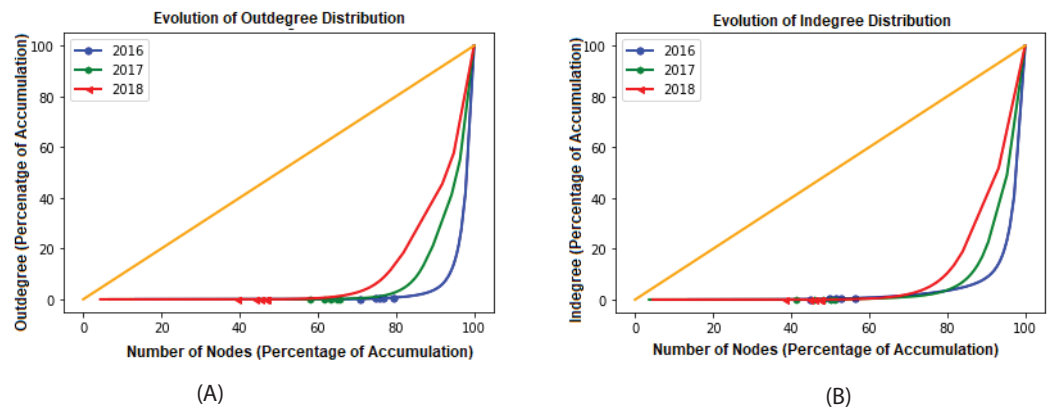 Evolution of Outdegree Distribution
2016
2017
2018
100
80
60
40
20
0
Outdegree (Percenatge of Accumulation)
0 20 40 60 80 100
Number of Nodes (Percentage of Accumulation)
(A)
Evolution of Indegree Distribution
2016
2017
2018
100
80
60
40
20
0
Indegree (Percentage of Accumulation)
0 20 40 60 80 100
Number of Nodes (Percentage of Accumulation)
(B)